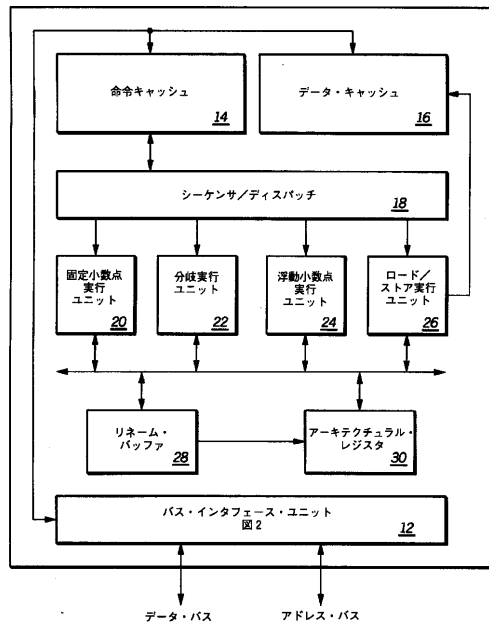 命令キャッシュ
14
データ・キャッシュ
16
シーケンサ/ディスパッチ
18
固定小数点
実行
ユニット
20
分岐実行
ユニット
22
浮動小数点
実行
ユニット
24
ロード/
ストア実行
ユニット
26
リネーム・
バッファ
28
アーキテクチュラル・
レジスタ
30
バス・インタフェース・ユニット
図2
12
データ・バス
アドレス・バス